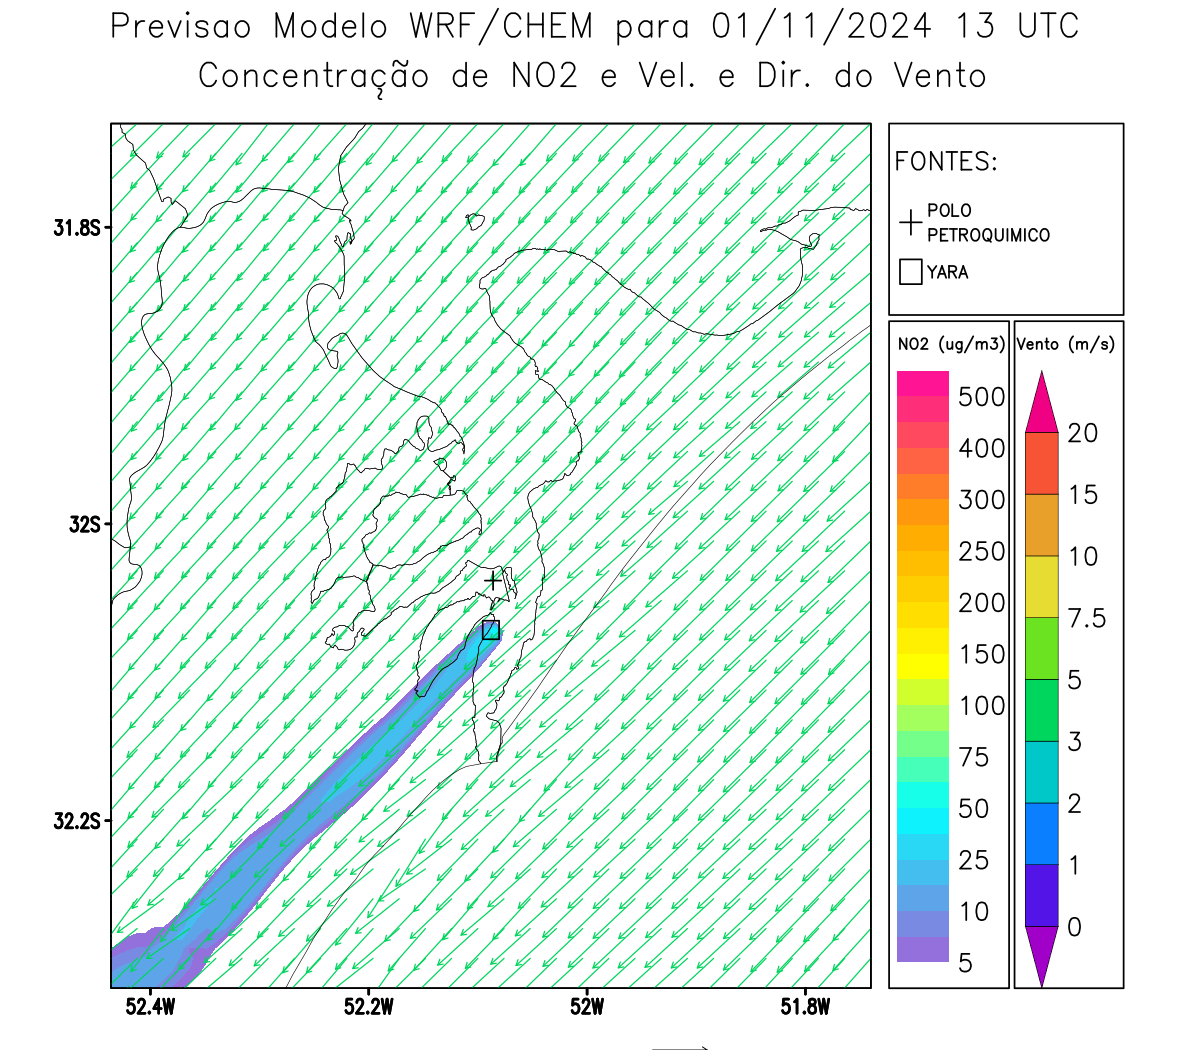 Previsao Modelo WRF/CHEM para 01/11/2024 13 UTC
Concentração de NO2 e Vel. e Dir. do Vento
FONTES:
POLO
PETROQUIMICO
YARA
31.8S
32S
32.2S
52.4W
52.2W
52W
51.8W
NO2 (ug/m3)
500
400
300
250
200
150
100
75
50
25
10
5
Vento (m/s)
20
15
10
7.5
5
3
2
1
0